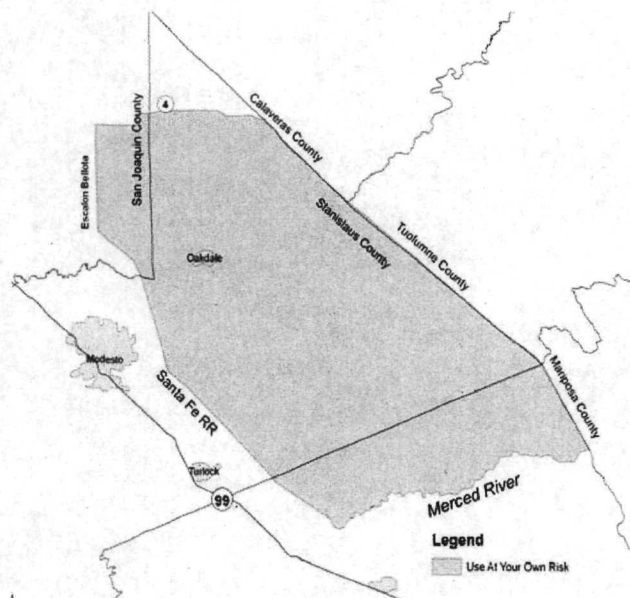 4
Calaveras County
San Joaquin County
Escalon Bellota
Stanislaus County
Tuolumne County
Oakdale
Modesto
Santa Fe RR
Mariposa County
Turlock
99
Merced River
Legend
Use At Your Own Risk